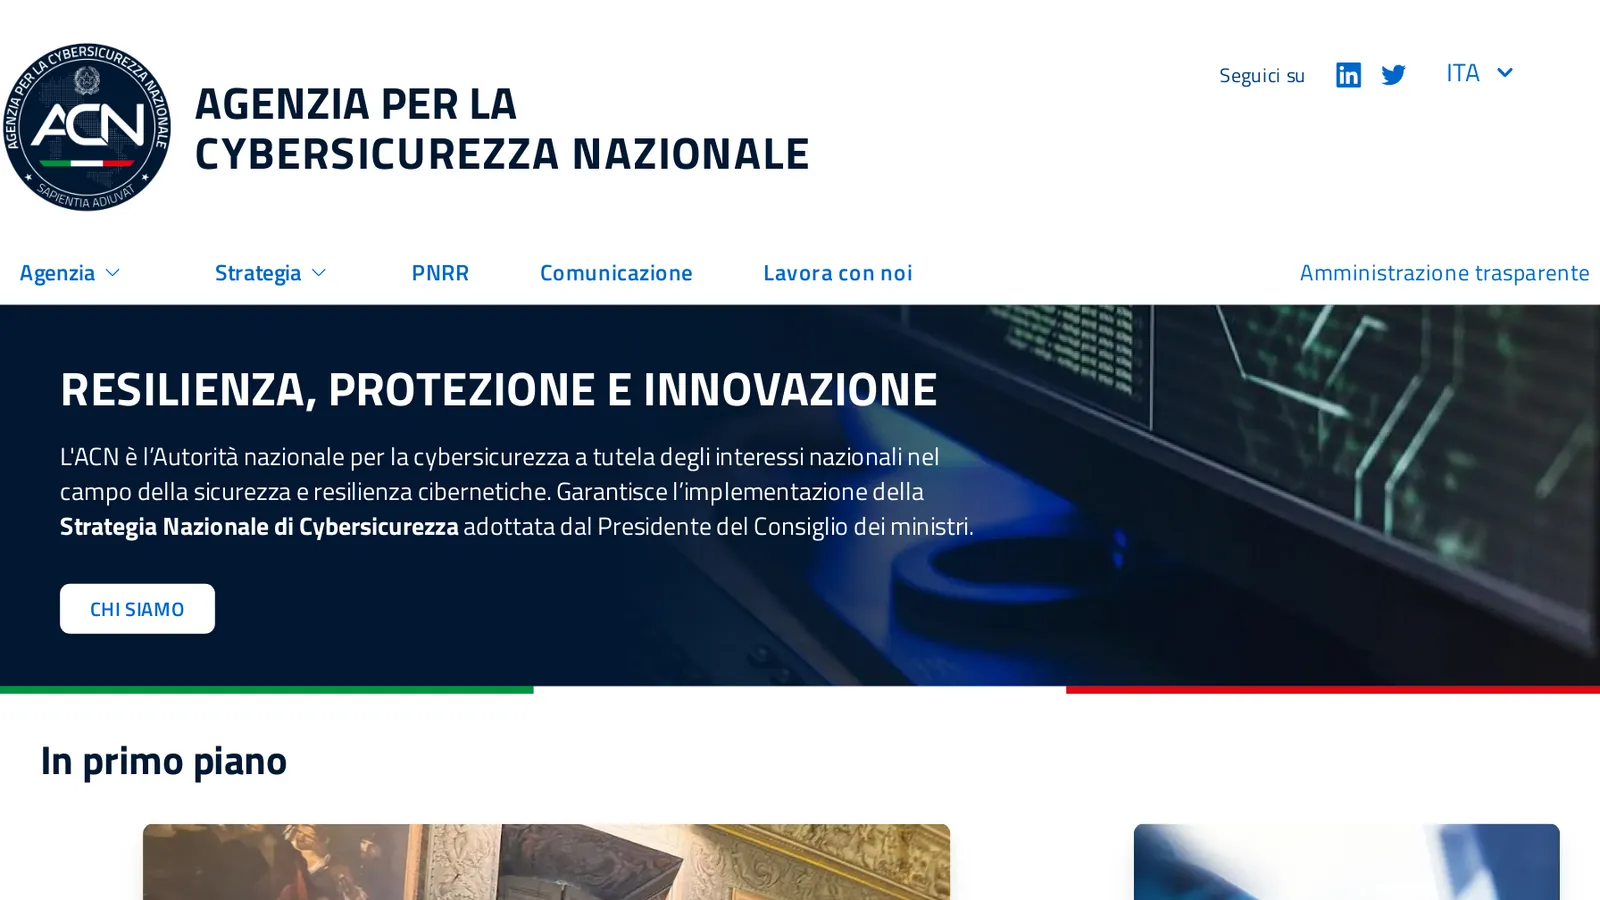 AGENZIA PER LA CYBERSICUREZZA NAZIONALE
ACN
SAPIENTIA ADIUVAT
AGENZIA PER LA
CYBERSICUREZZA NAZIONALE
Seguici su
ITA
Agenzia
Strategia
PNRR
Comunicazione
Lavora con noi
Amministrazione trasparente
RESILIENZA, PROTEZIONE E INNOVAZIONE
L'ACN è l’Autorità nazionale per la cybersicurezza a tutela degli interessi nazionali nel
campo della sicurezza e resilienza cibernetiche. Garantisce l’implementazione della
Strategia Nazionale di Cybersicurezza adottata dal Presidente del Consiglio dei ministri.
CHI SIAMO
In primo piano